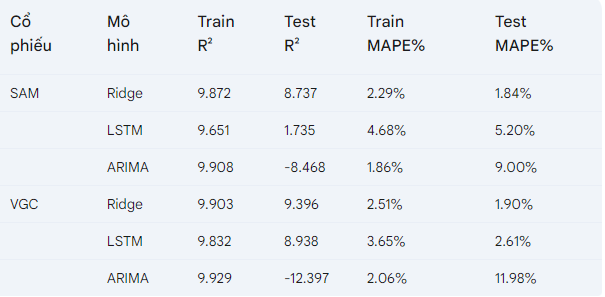 Cổ phiếu Mô hình Train R² Test R² Train MAPE% Test MAPE%
SAM Ridge 9.872 8.737 2.29% 1.84%
LSTM 9.651 1.735 4.68% 5.20%
ARIMA 9.908 -8.468 1.86% 9.00%
VGC Ridge 9.903 9.396 2.51% 1.90%
LSTM 9.832 8.938 3.65% 2.61%
ARIMA 9.929 -12.397 2.06% 11.98%